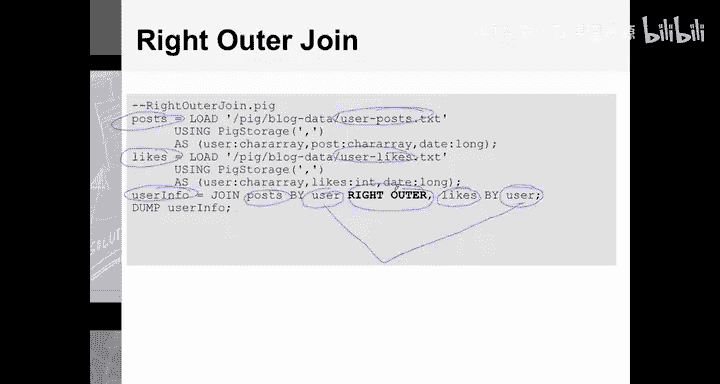 Right Outer Join
bilibili
--RightOuterJoin.pig
posts = LOAD '/pig/blog-data/user-posts.txt'
USING PigStorage(',')
AS (user:chararray,post:chararray,date:long);
likes = LOAD '/pig/blog-data/user-likes.txt'
USING PigStorage(',')
AS (user:chararray,likes:int,date:long);
userInfo = JOIN posts BY user RIGHT OUTER, likes BY user;
DUMP userInfo;